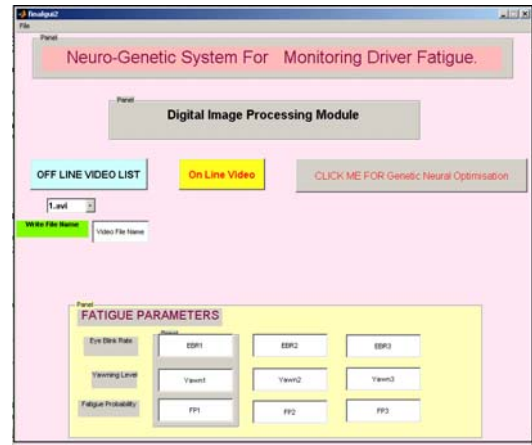 finalgui2
File
Panel
Neuro-Genetic System For Monitoring Driver Fatigue.
Panel
Digital Image Processing Module
OFF LINE VIDEO LIST
On Line Video
CLICK ME FOR Genetic Neural Optimisation
1.avi
Write File Name
Video File Name
Panel
FATIGUE PARAMETERS
Panel
Eye Blink Rate EBR1 EBR2 EBR3
Yawning Level Yawn1 Yawn2 Yawn3
Fatigue Probability FP1 FP2 FP3